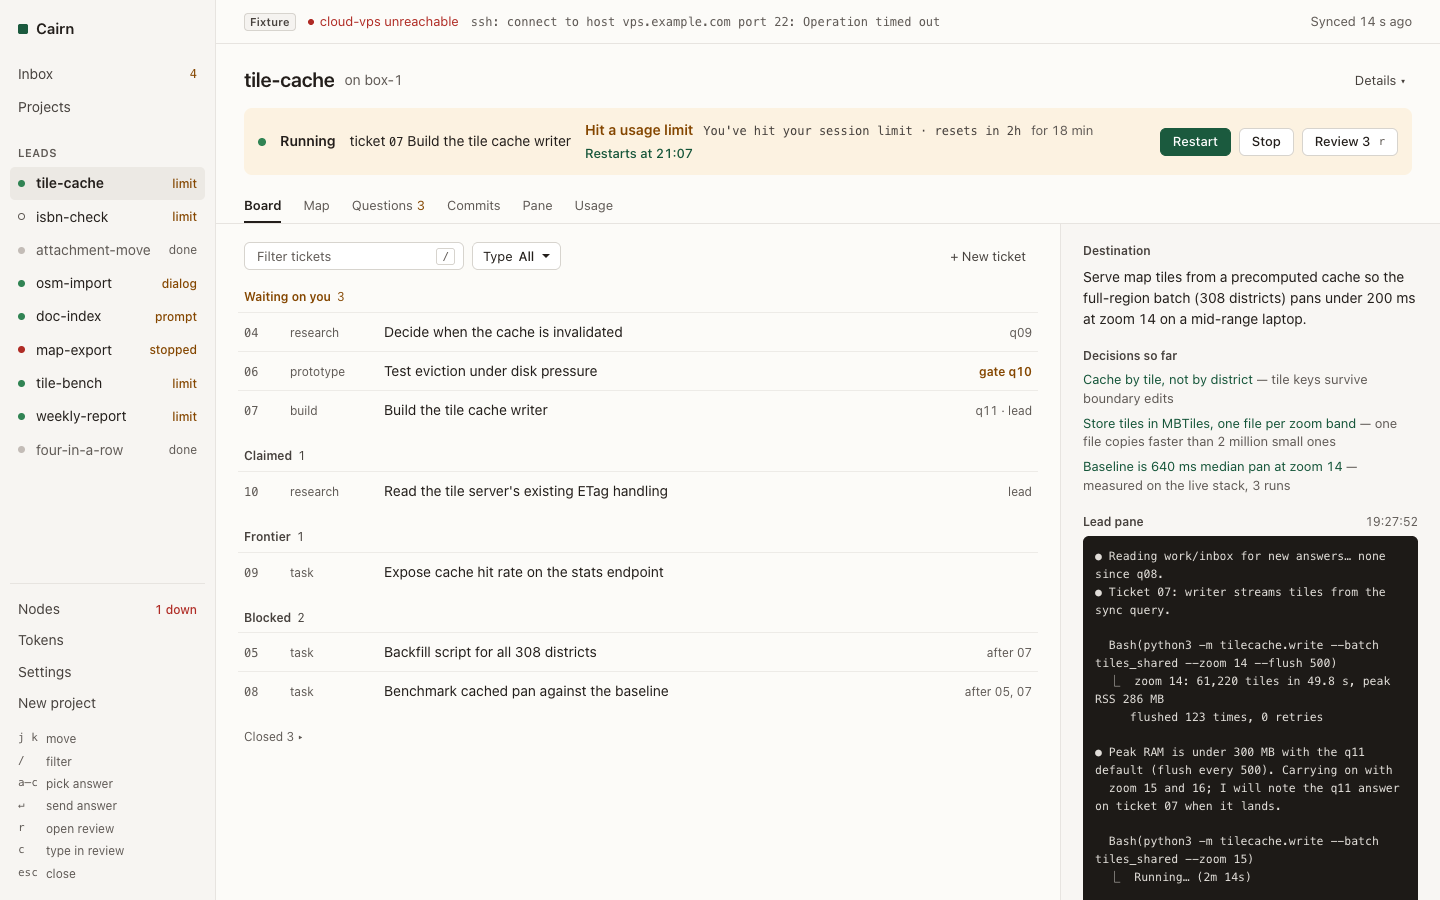 Cairn
Inbox 4
Projects
LEADS
tile-cache limit
isbn-check limit
attachment-move done
osm-import dialog
doc-index prompt
map-export stopped
tile-bench limit
weekly-report limit
four-in-a-row done
Nodes 1 down
Tokens
Settings
New project
j k move
/ filter
a–c pick answer
↵ send answer
r open review
c type in review
esc close
Fixture cloud-vps unreachable ssh: connect to host vps.example.com port 22: Operation timed out Synced 14 s ago
tile-cache on box-1 Details ▾
Running ticket 07 Build the tile cache writer Hit a usage limit You've hit your session limit · resets in 2h for 18 min
Restarts at 21:07
Restart Stop Review 3 r
Board Map Questions 3 Commits Pane Usage
Filter tickets / Type All + New ticket
Waiting on you 3
04 research Decide when the cache is invalidated q09
06 prototype Test eviction under disk pressure gate q10
07 build Build the tile cache writer q11 · lead
Claimed 1
10 research Read the tile server's existing ETag handling lead
Frontier 1
09 task Expose cache hit rate on the stats endpoint
Blocked 2
05 task Backfill script for all 308 districts after 07
08 task Benchmark cached pan against the baseline after 05, 07
Closed 3 ▸
Destination
Serve map tiles from a precomputed cache so the
full-region batch (308 districts) pans under 200 ms
at zoom 14 on a mid-range laptop.
Decisions so far
Cache by tile, not by district — tile keys survive
boundary edits
Store tiles in MBTiles, one file per zoom band — one
file copies faster than 2 million small ones
Baseline is 640 ms median pan at zoom 14 —
measured on the live stack, 3 runs
Lead pane 19:27:52
● Reading work/inbox for new answers… none
since q08.
● Ticket 07: writer streams tiles from the
sync query.
Bash(python3 -m tilecache.write --batch
tiles_shared --zoom 14 --flush 500)
⎿ zoom 14: 61,220 tiles in 49.8 s, peak
RSS 286 MB
flushed 123 times, 0 retries
● Peak RAM is under 300 MB with the q11
default (flush every 500). Carrying on with
zoom 15 and 16; I will note the q11 answer
on ticket 07 when it lands.
Bash(python3 -m tilecache.write --batch
tiles_shared --zoom 15)
⎿ Running… (2m 14s)